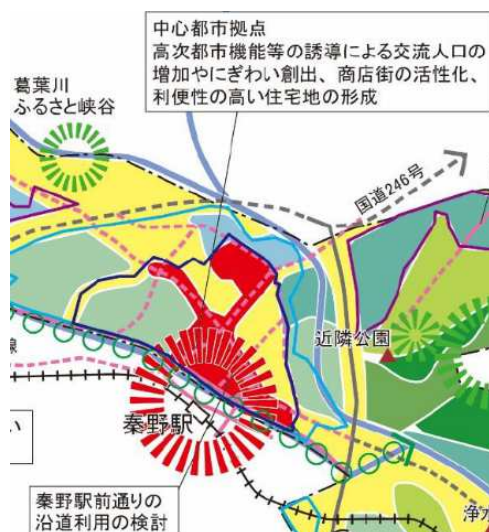 中心都市拠点
高次都市機能等の誘導による交流人口の
増加やにぎわい創出、商店街の活性化、
利便性の高い住宅地の形成
葛葉川
ふるさと峡谷
国道246号
近隣公園
線
秦野駅
い
秦野駅前通りの
沿道利用の検討
浄水